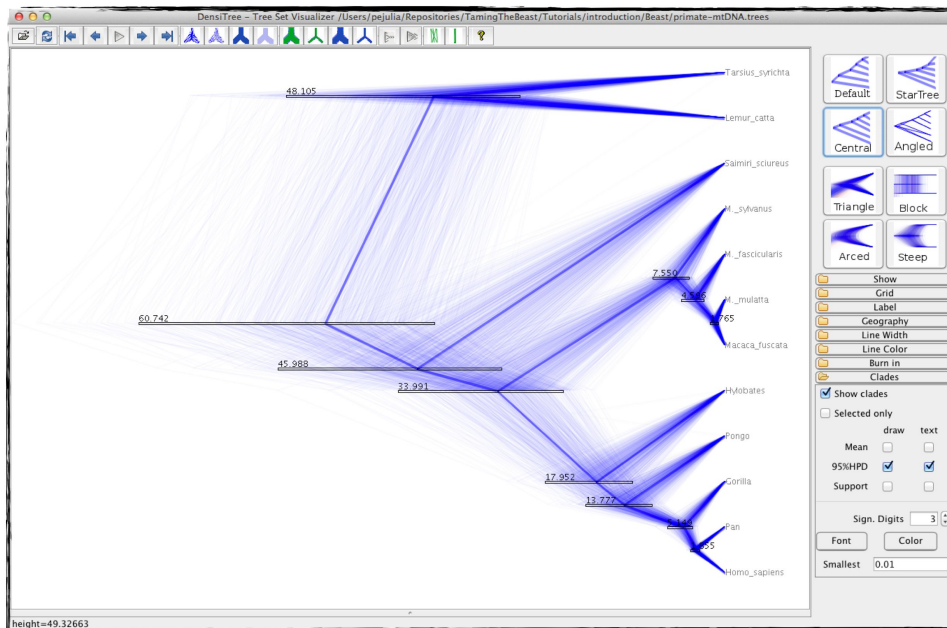 DensiTree - Tree Set Visualizer /Users/pejulia/Repositories/TamingTheBeast/Tutorials/introduction/Beast/primate-mtDNA.trees
48.105
Tarsius_syrichta
Lemur_catta
Saimiri_sciureus
M._sylvanus
7.550
M._fascicularis
M._mulatta
60.742
Macaca_fuscata
45.988
33.991
Hylobates
Pongo
17.952
Gorilla
13.777
Pan
Homo_sapiens
Default
StarTree
Central
Angled
Triangle
Block
Arced
Steep
Show
Grid
Label
Geography
Line Width
Line Color
Burn in
Clades
Show clades
Selected only
draw text
Mean
95%HPD
Support
Sign. Digits 3
Font Color
Smallest 0.01
height=49.32663